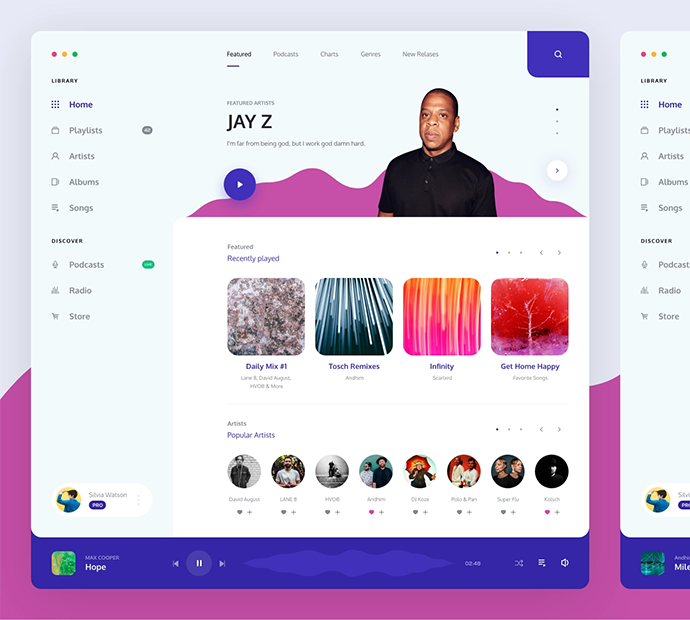 LIBRARY
Home
Playlists
42
Artists
Albums
Songs
DISCOVER
Podcasts
LIVE
Radio
Store
Silvia Watson
PRO
Featured
Podcasts
Charts
Genres
New Relases
FEATURED ARTISTS
JAY Z
I'm far from being god, but I work god damn hard.
Featured
Recently played
Daily Mix #1
Lane 8, David August,
HVOB & More
Tosch Remixes
Andhim
Infinity
Scarlxrd
Get Home Happy
Favorite Songs
Artists
Popular Artists
David August
LANE 8
HVOB
Andhim
DJ Koze
Polo & Pan
Super Flu
Kolsch
MAX COOPER
Hope
02:48
LIBRARY
Home
Playlists
Artists
Albums
Songs
DISCOVER
Podcast
Radio
Store
Silvi
PRO
Andhi
Mile